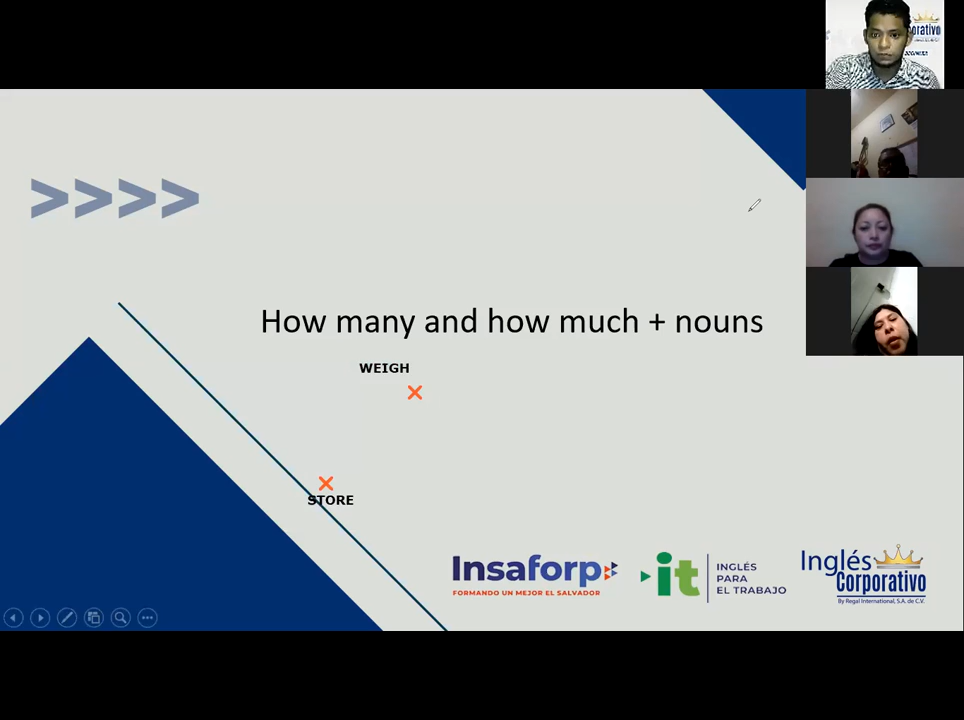 >>>>
How many and how much + nouns
WEIGH
STORE
Insaforp
FORMANDO UN MEJOR EL SALVADOR
it
INGLÉS
PARA
EL TRABAJO
Inglés
Corporativo
By Regal International, S.A. de C.V.